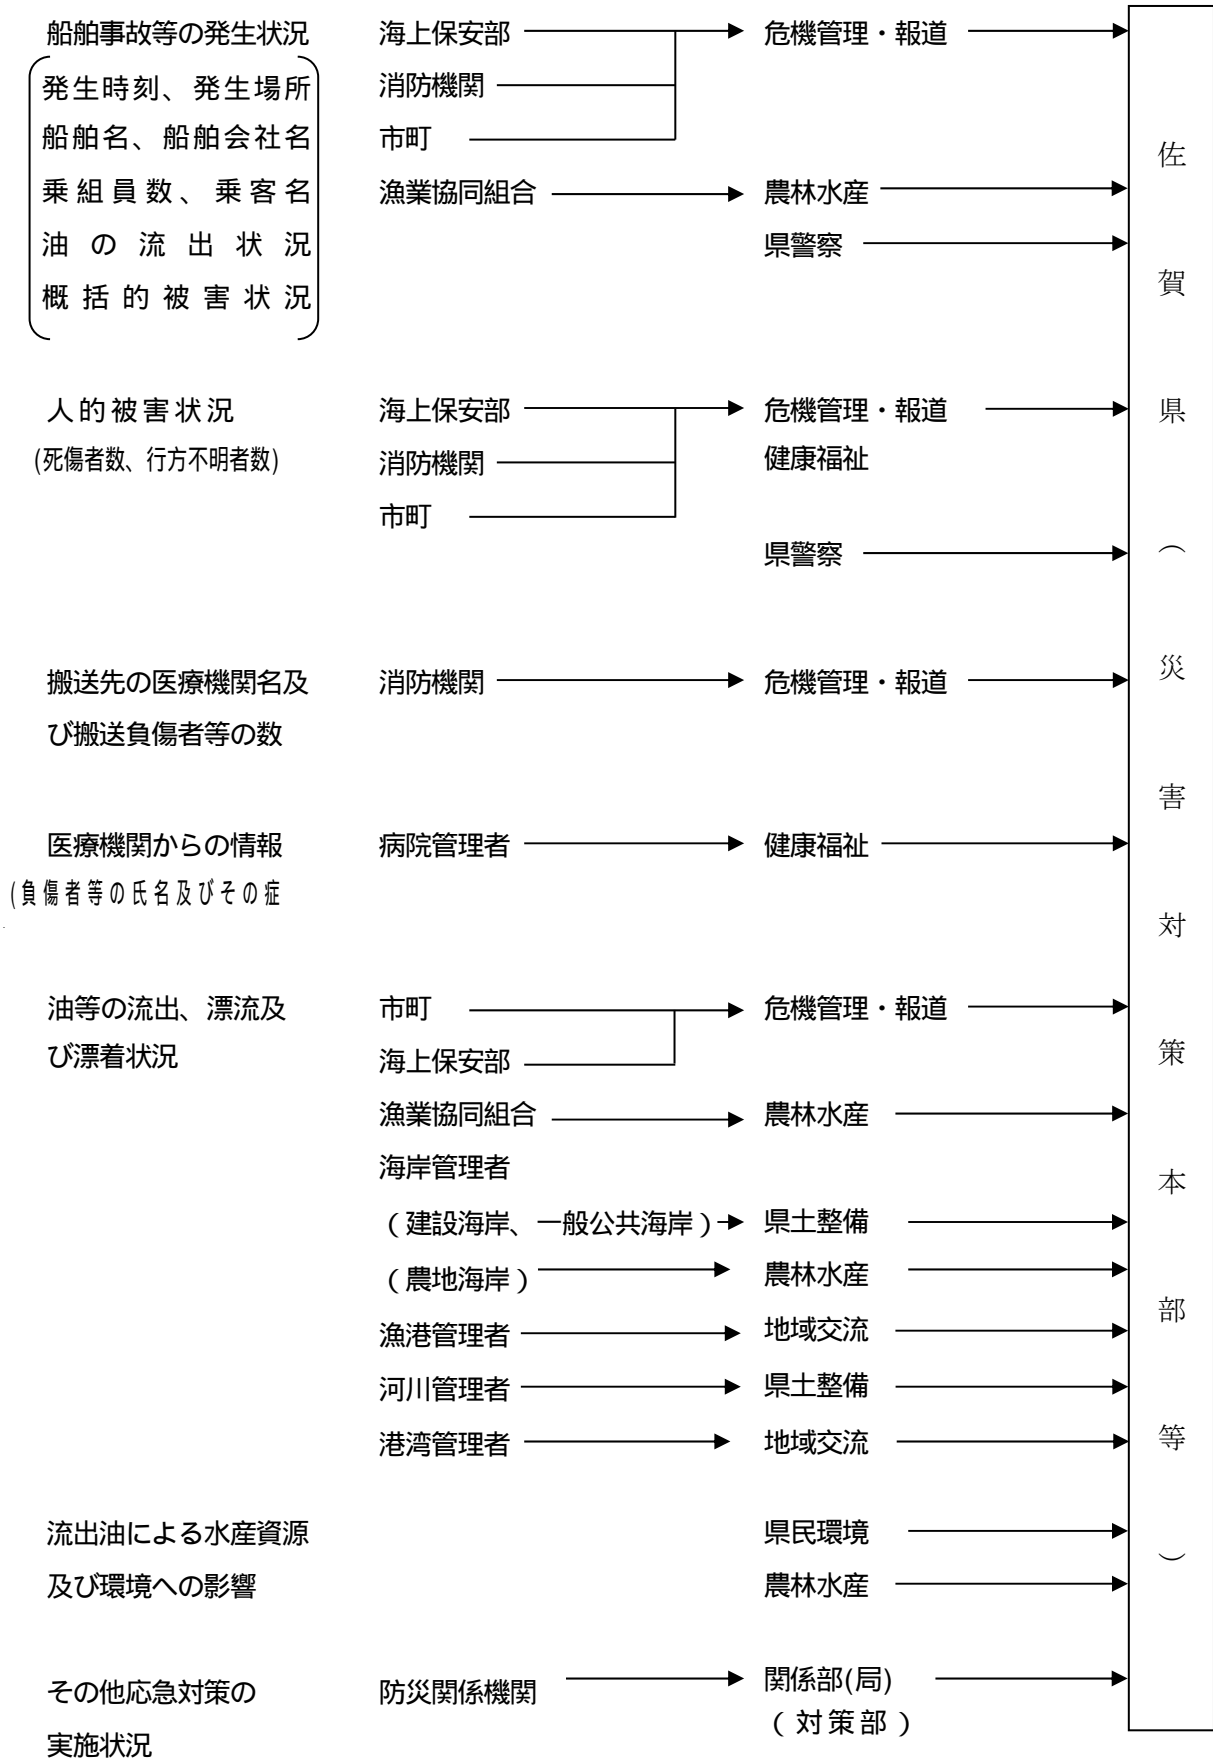 船舶事故等の発生状況
発生時刻、発生場所
船舶名、船舶会社名
乗組員数、乗客名
油の流出状況
概括的被害状況
海上保安部
消防機関
市町
漁業協同組合
危機管理・報道
農林水産
県警察
人的被害状況
(死傷者数、行方不明者数)
海上保安部
消防機関
市町
危機管理・報道
健康福祉
県警察
搬送先の医療機関名及
び搬送負傷者等の数
消防機関
危機管理・報道
医療機関からの情報
(負傷者等の氏名及びその症
病院管理者
健康福祉
油等の流出、漂流及
び漂着状況
市町
海上保安部
危機管理・報道
漁業協同組合
農林水産
海岸管理者
(建設海岸、一般公共海岸)
県土整備
(農地海岸)
農林水産
漁港管理者
地域交流
河川管理者
県土整備
港湾管理者
地域交流
流出油による水産資源
及び環境への影響
県民環境
農林水産
その他応急対策の
実施状況
防災関係機関
関係部(局)
(対策部)
佐賀県(災害対策本部等)